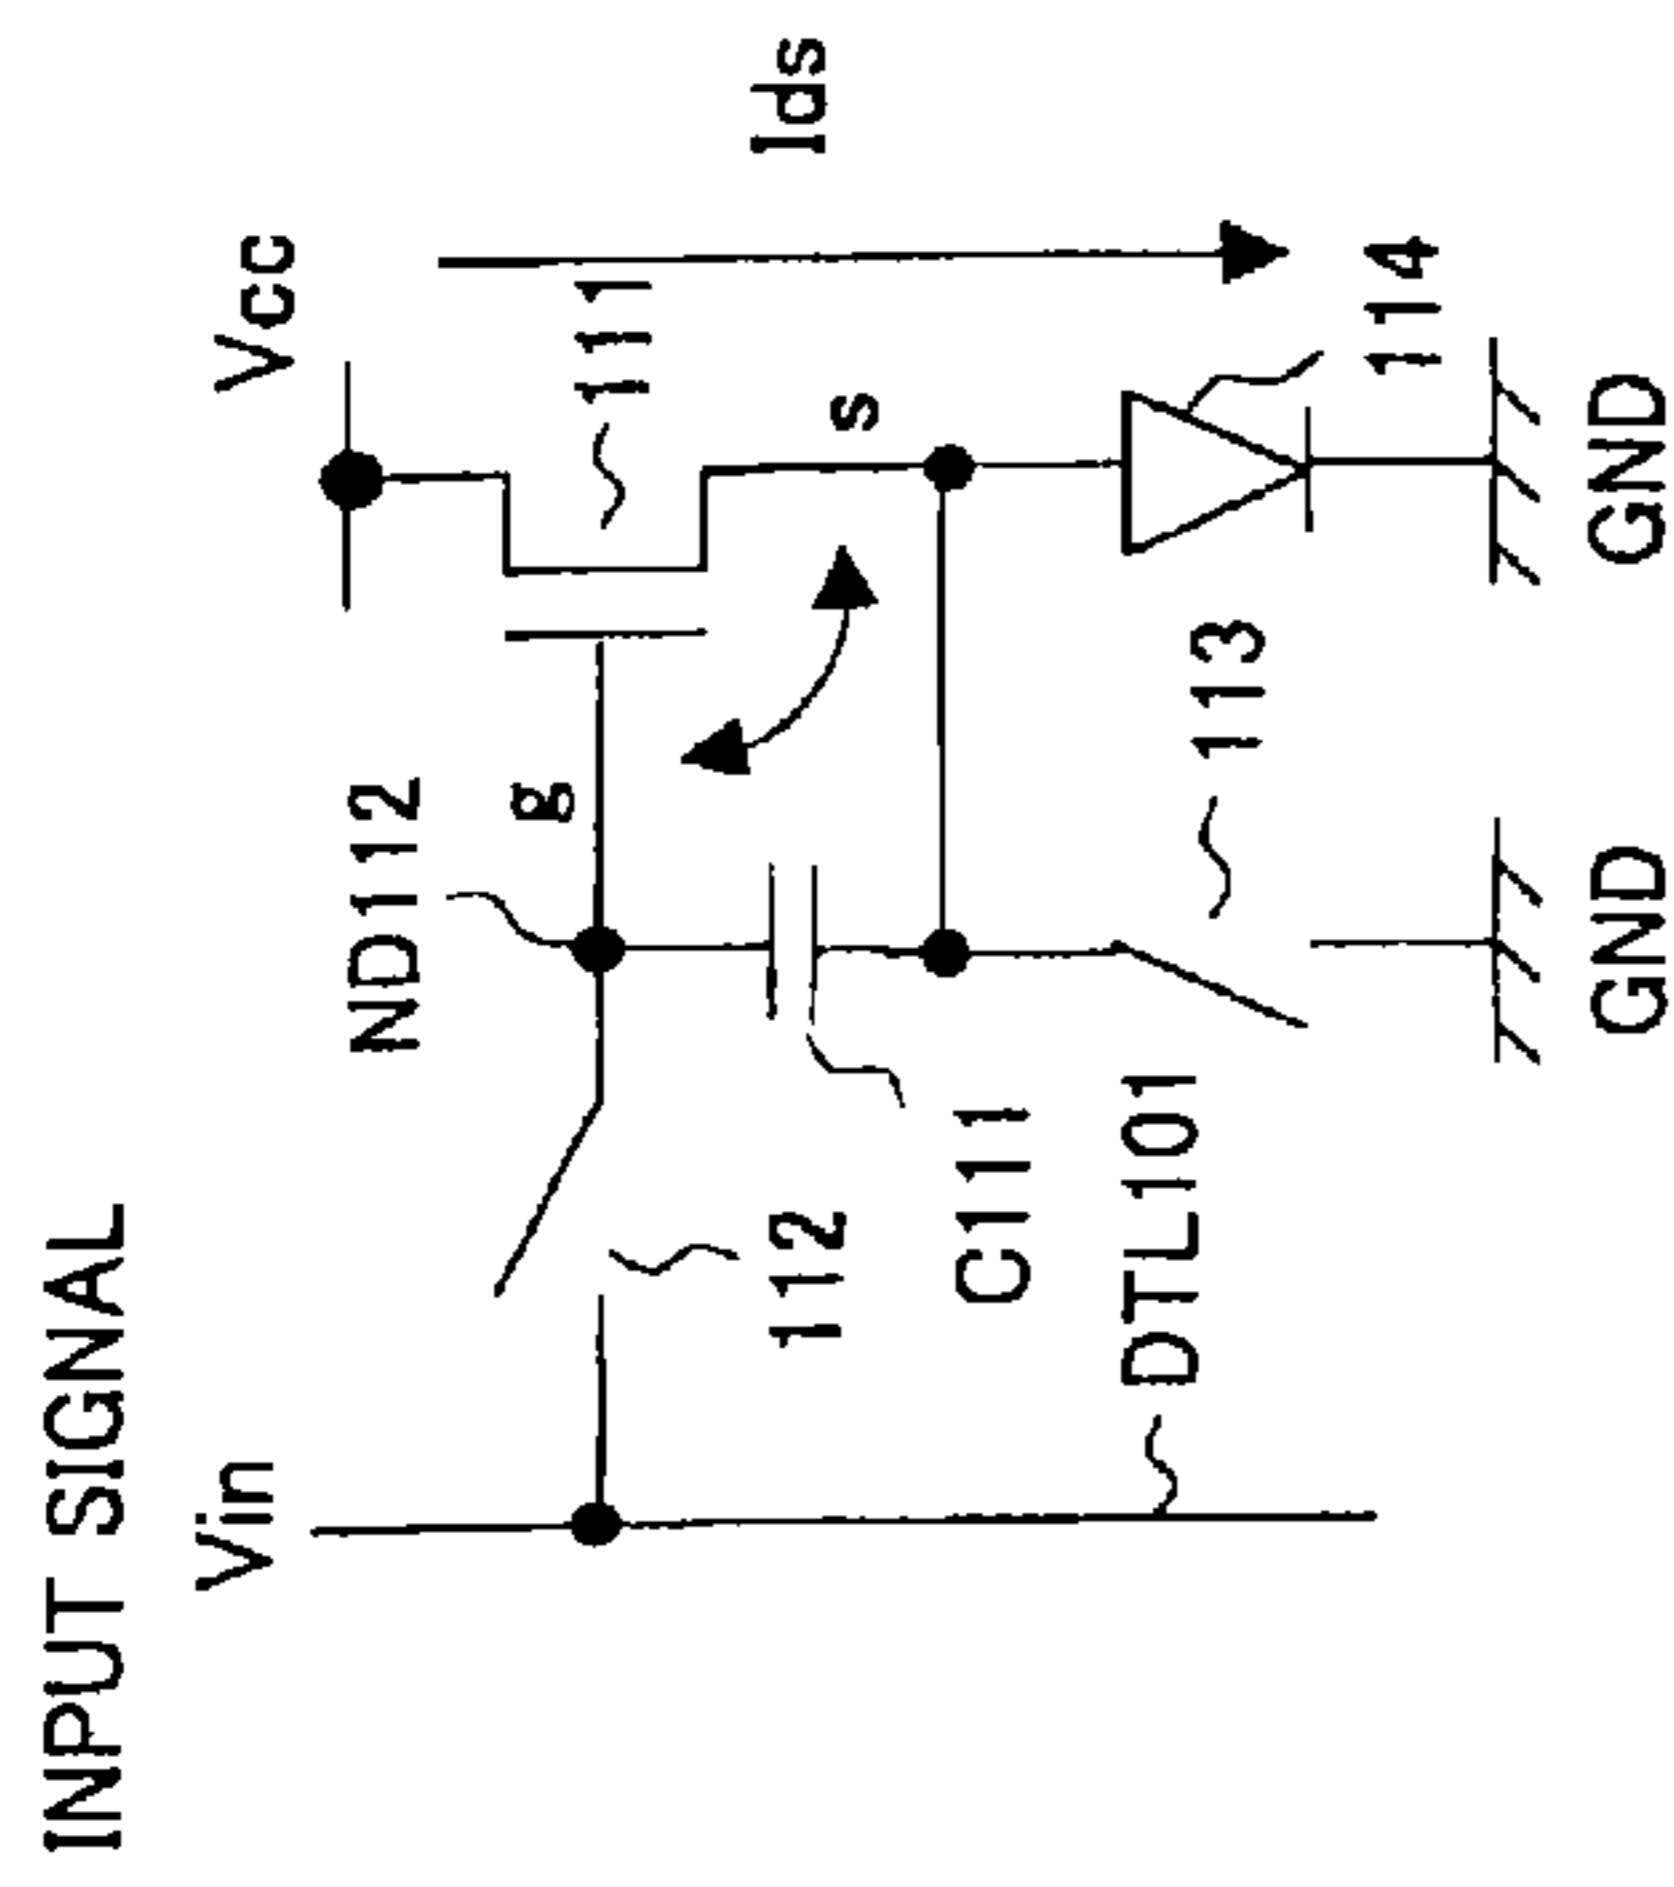 INPUT SIGNAL
Vin
Vcc
ND112
g
111
112
s
Ids
C111
DTL101
113
114
GND
GND